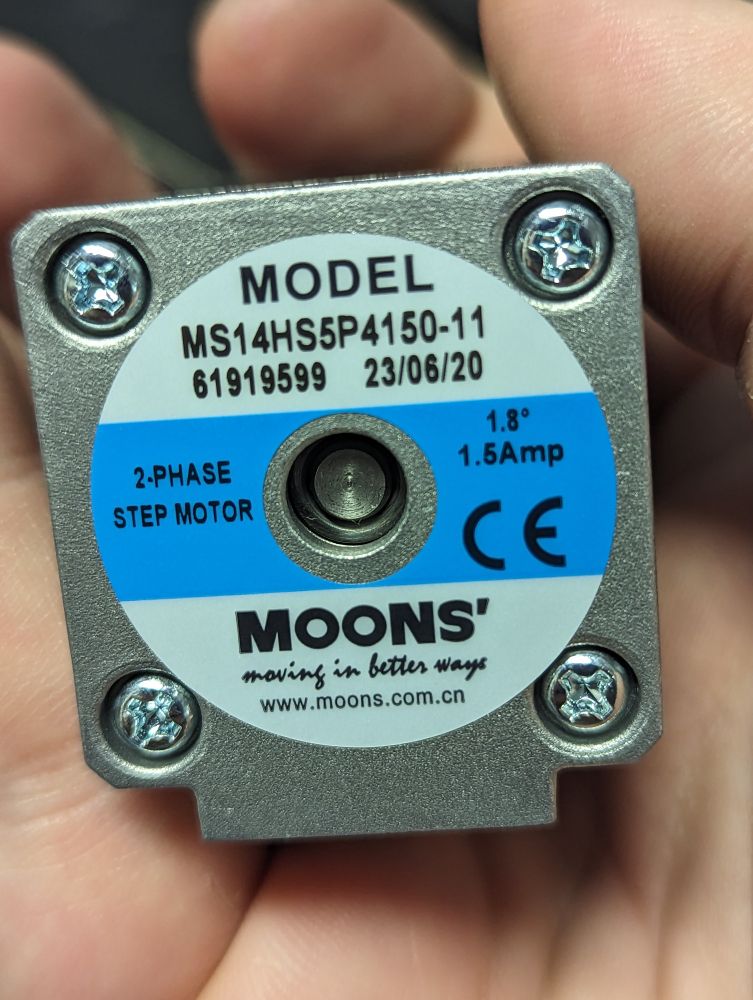 MODEL
MS14HS5P4150-11
61919599 23/06/20
1.8°
1.5Amp
2-PHASE
STEP MOTOR
CE
MOONS'
moving in better ways
www.moons.com.cn